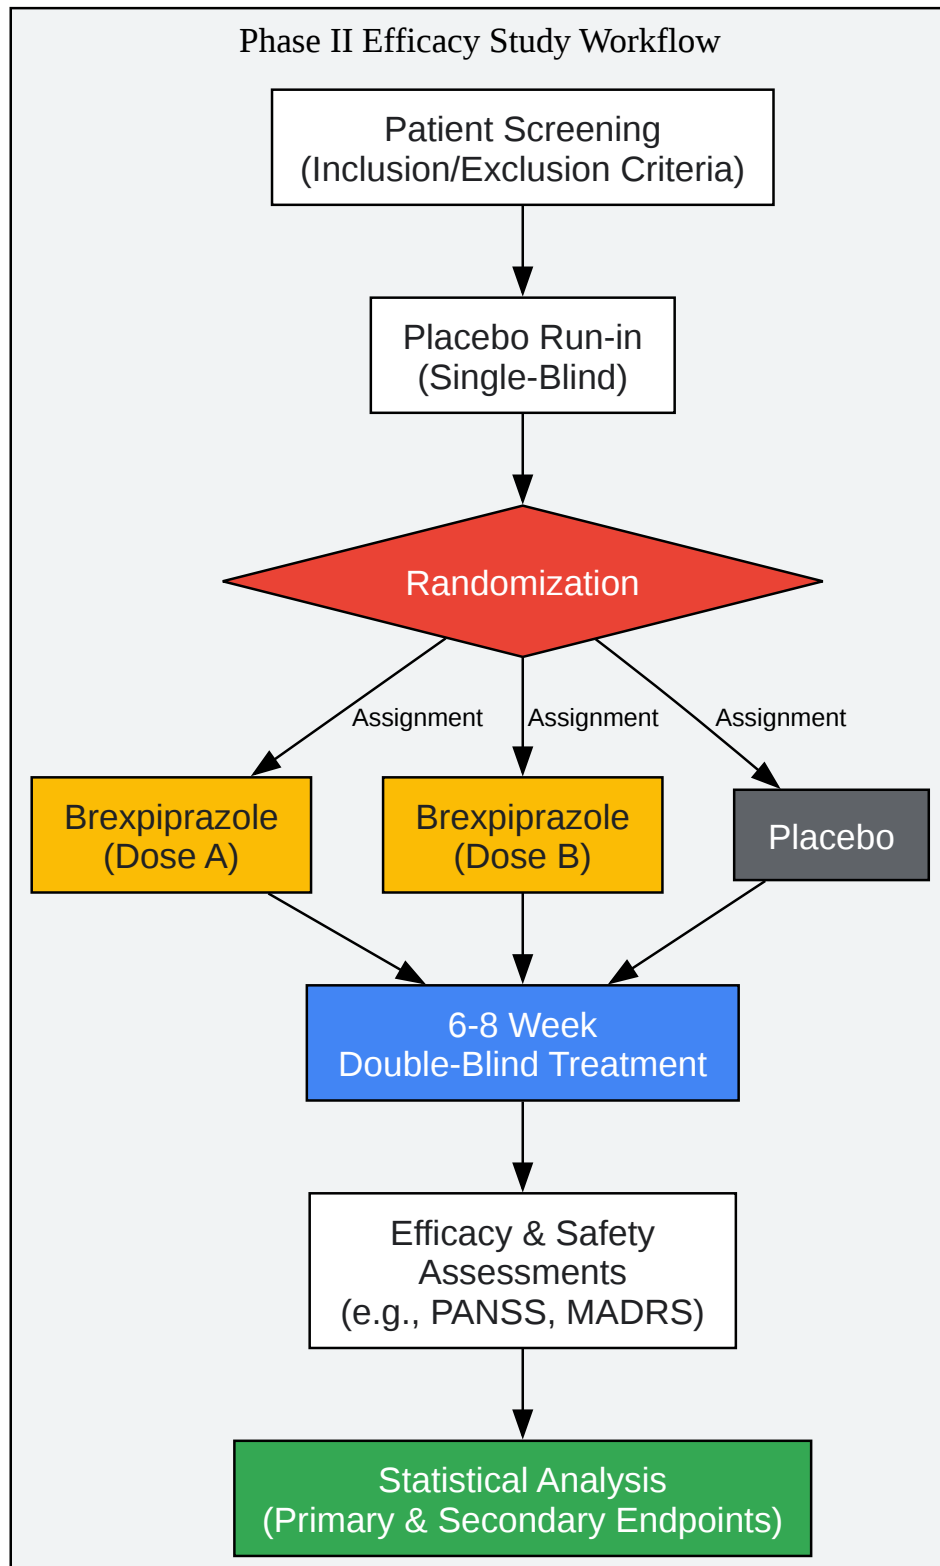 Phase II Efficacy Study Workflow
Patient Screening
(Inclusion/Exclusion Criteria)
Placebo Run-in
(Single-Blind)
Randomization
Assignment
Assignment
Assignment
Brexpiprazole
(Dose A)
Brexpiprazole
(Dose B)
Placebo
6-8 Week
Double-Blind Treatment
Efficacy & Safety
Assessments
(e.g., PANSS, MADRS)
Statistical Analysis
(Primary & Secondary Endpoints)